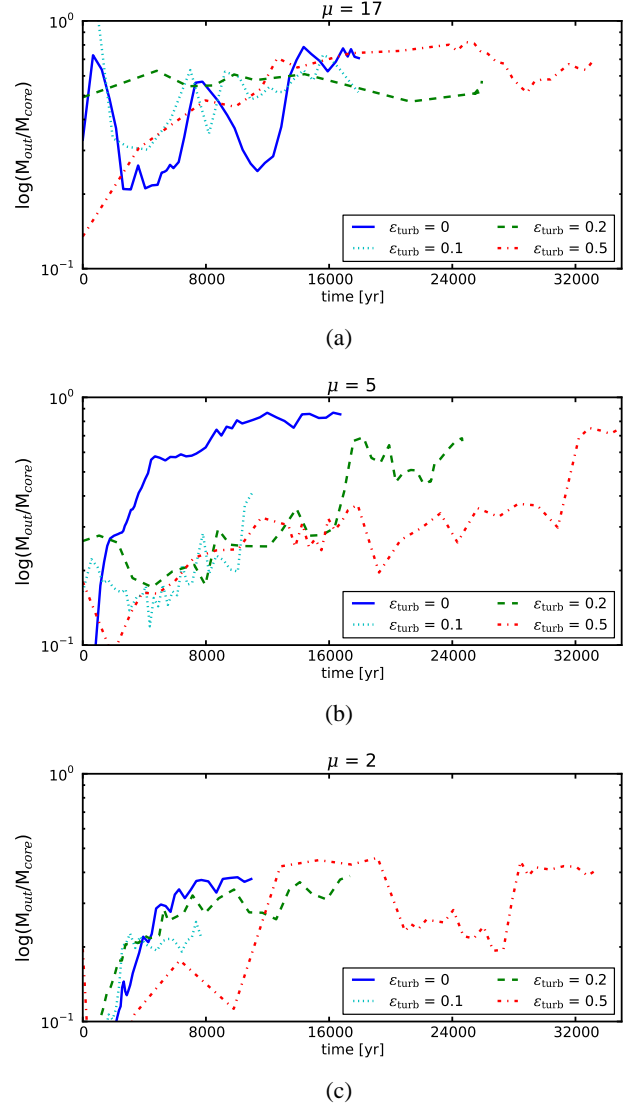 μ = 17
10⁰
10⁻¹
log(M_out/M_core)
0 8000 16000 24000 32000
time [yr]
ε_turb = 0 ε_turb = 0.2
ε_turb = 0.1 ε_turb = 0.5
(a)
μ = 5
10⁰
10⁻¹
log(M_out/M_core)
0 8000 16000 24000 32000
time [yr]
ε_turb = 0 ε_turb = 0.2
ε_turb = 0.1 ε_turb = 0.5
(b)
μ = 2
10⁰
10⁻¹
log(M_out/M_core)
0 8000 16000 24000 32000
time [yr]
ε_turb = 0 ε_turb = 0.2
ε_turb = 0.1 ε_turb = 0.5
(c)